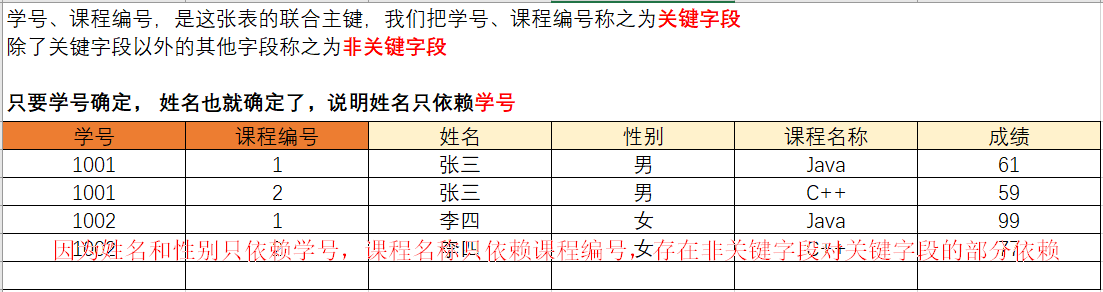 学号、课程编号，是这张表的联合主键，我们把学号、课程编号称之为关键字段
除了关键字段以外的其他字段称之为非关键字段
只要学号确定， 姓名也就确定了，说明姓名只依赖学号
学号 课程编号 姓名 性别 课程名称 成绩
1001 1 张三 男 Java 61
1001 2 张三 男 C++ 59
1002 1 李四 女 Java 99
1002 2 李四 女 C++ 77
因为姓名和性别只依赖学号，课程名称只依赖课程编号，存在非关键字段对关键字段的部分依赖